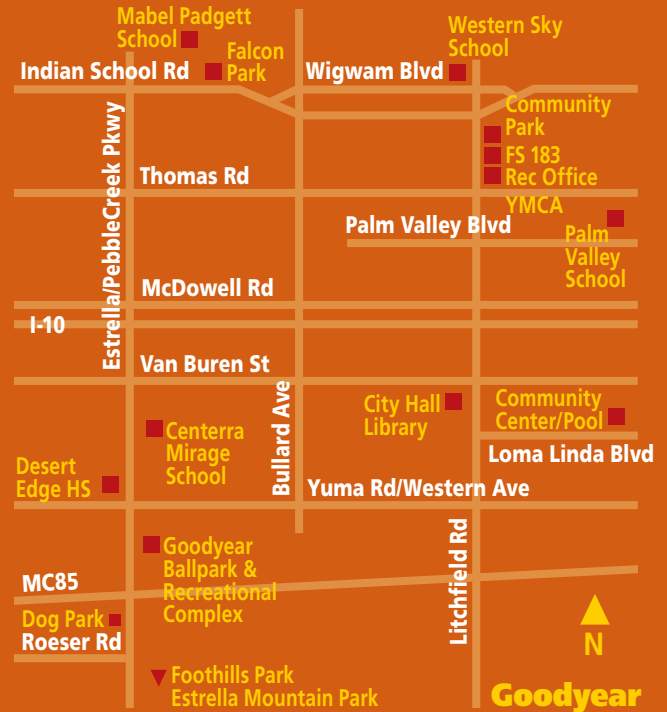 Mabel Padgett
School
Western Sky
School
Falcon
Park
Indian School Rd
Wigwam Blvd
Community
Park
FS 183
Rec Office
YMCA
Estrella/PebbleCreek Pkwy
Thomas Rd
Palm Valley Blvd
Palm
Valley
School
McDowell Rd
I-10
Van Buren St
Bullard Ave
City Hall
Library
Community
Center/Pool
Loma Linda Blvd
Centerra
Mirage
School
Desert
Edge HS
Yuma Rd/Western Ave
Litchfield Rd
Goodyear
Ballpark &
Recreational
Complex
MC85
Dog Park
Roeser Rd
Foothills Park
Estrella Mountain Park
N
Goodyear